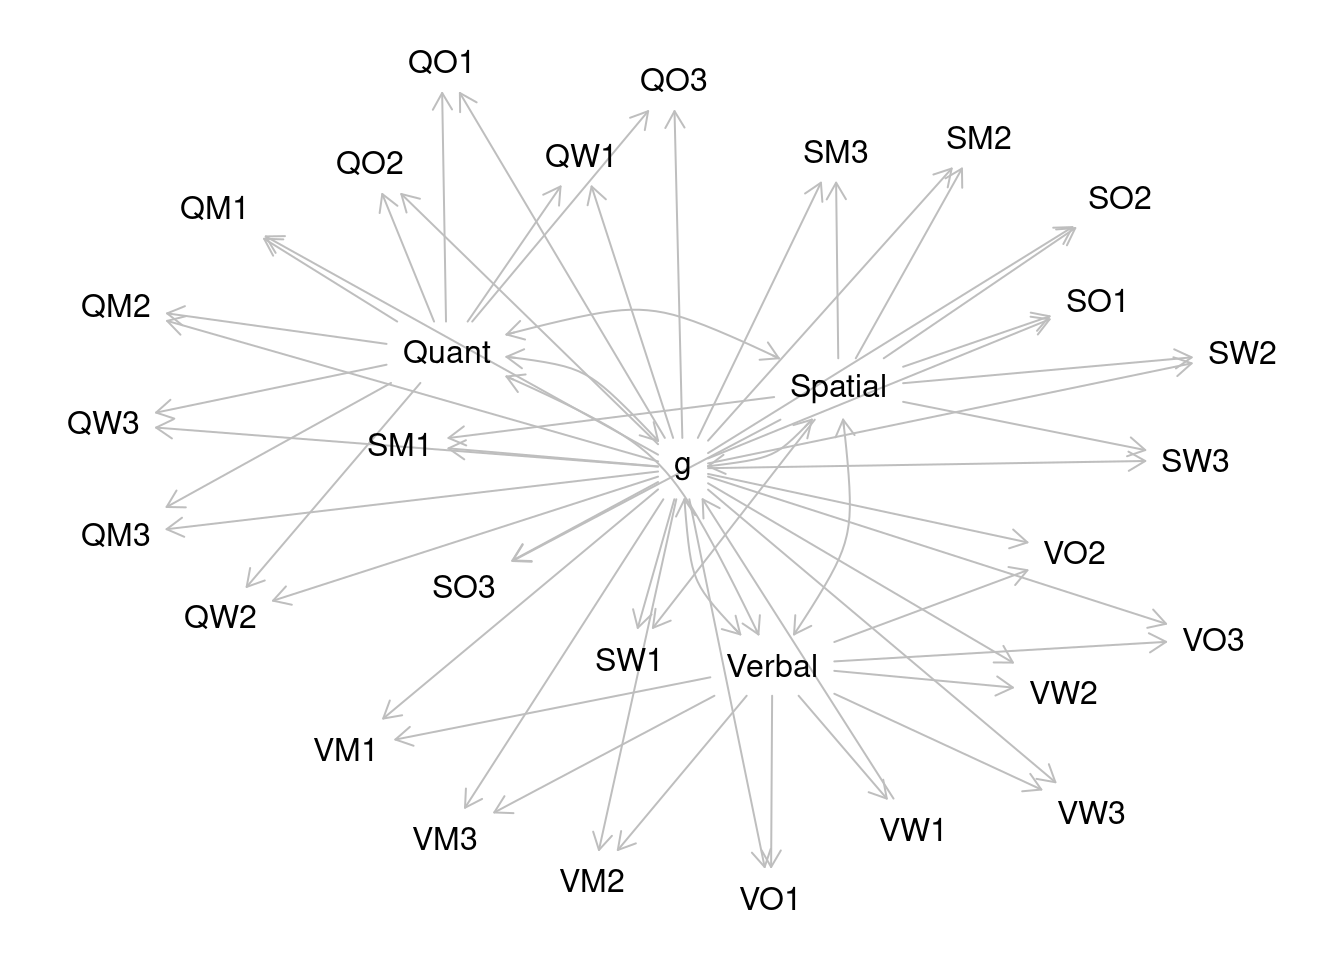 QO1
QO3
SM2
SM3
QW1
QO2
SO2
QM1
SO1
QM2
Quant
SW2
Spatial
QW3
SM1
g
SW3
QM3
VO2
SO3
QW2
VO3
SW1
Verbal
VW2
VM1
VW3
VW1
VM3
VM2
VO1